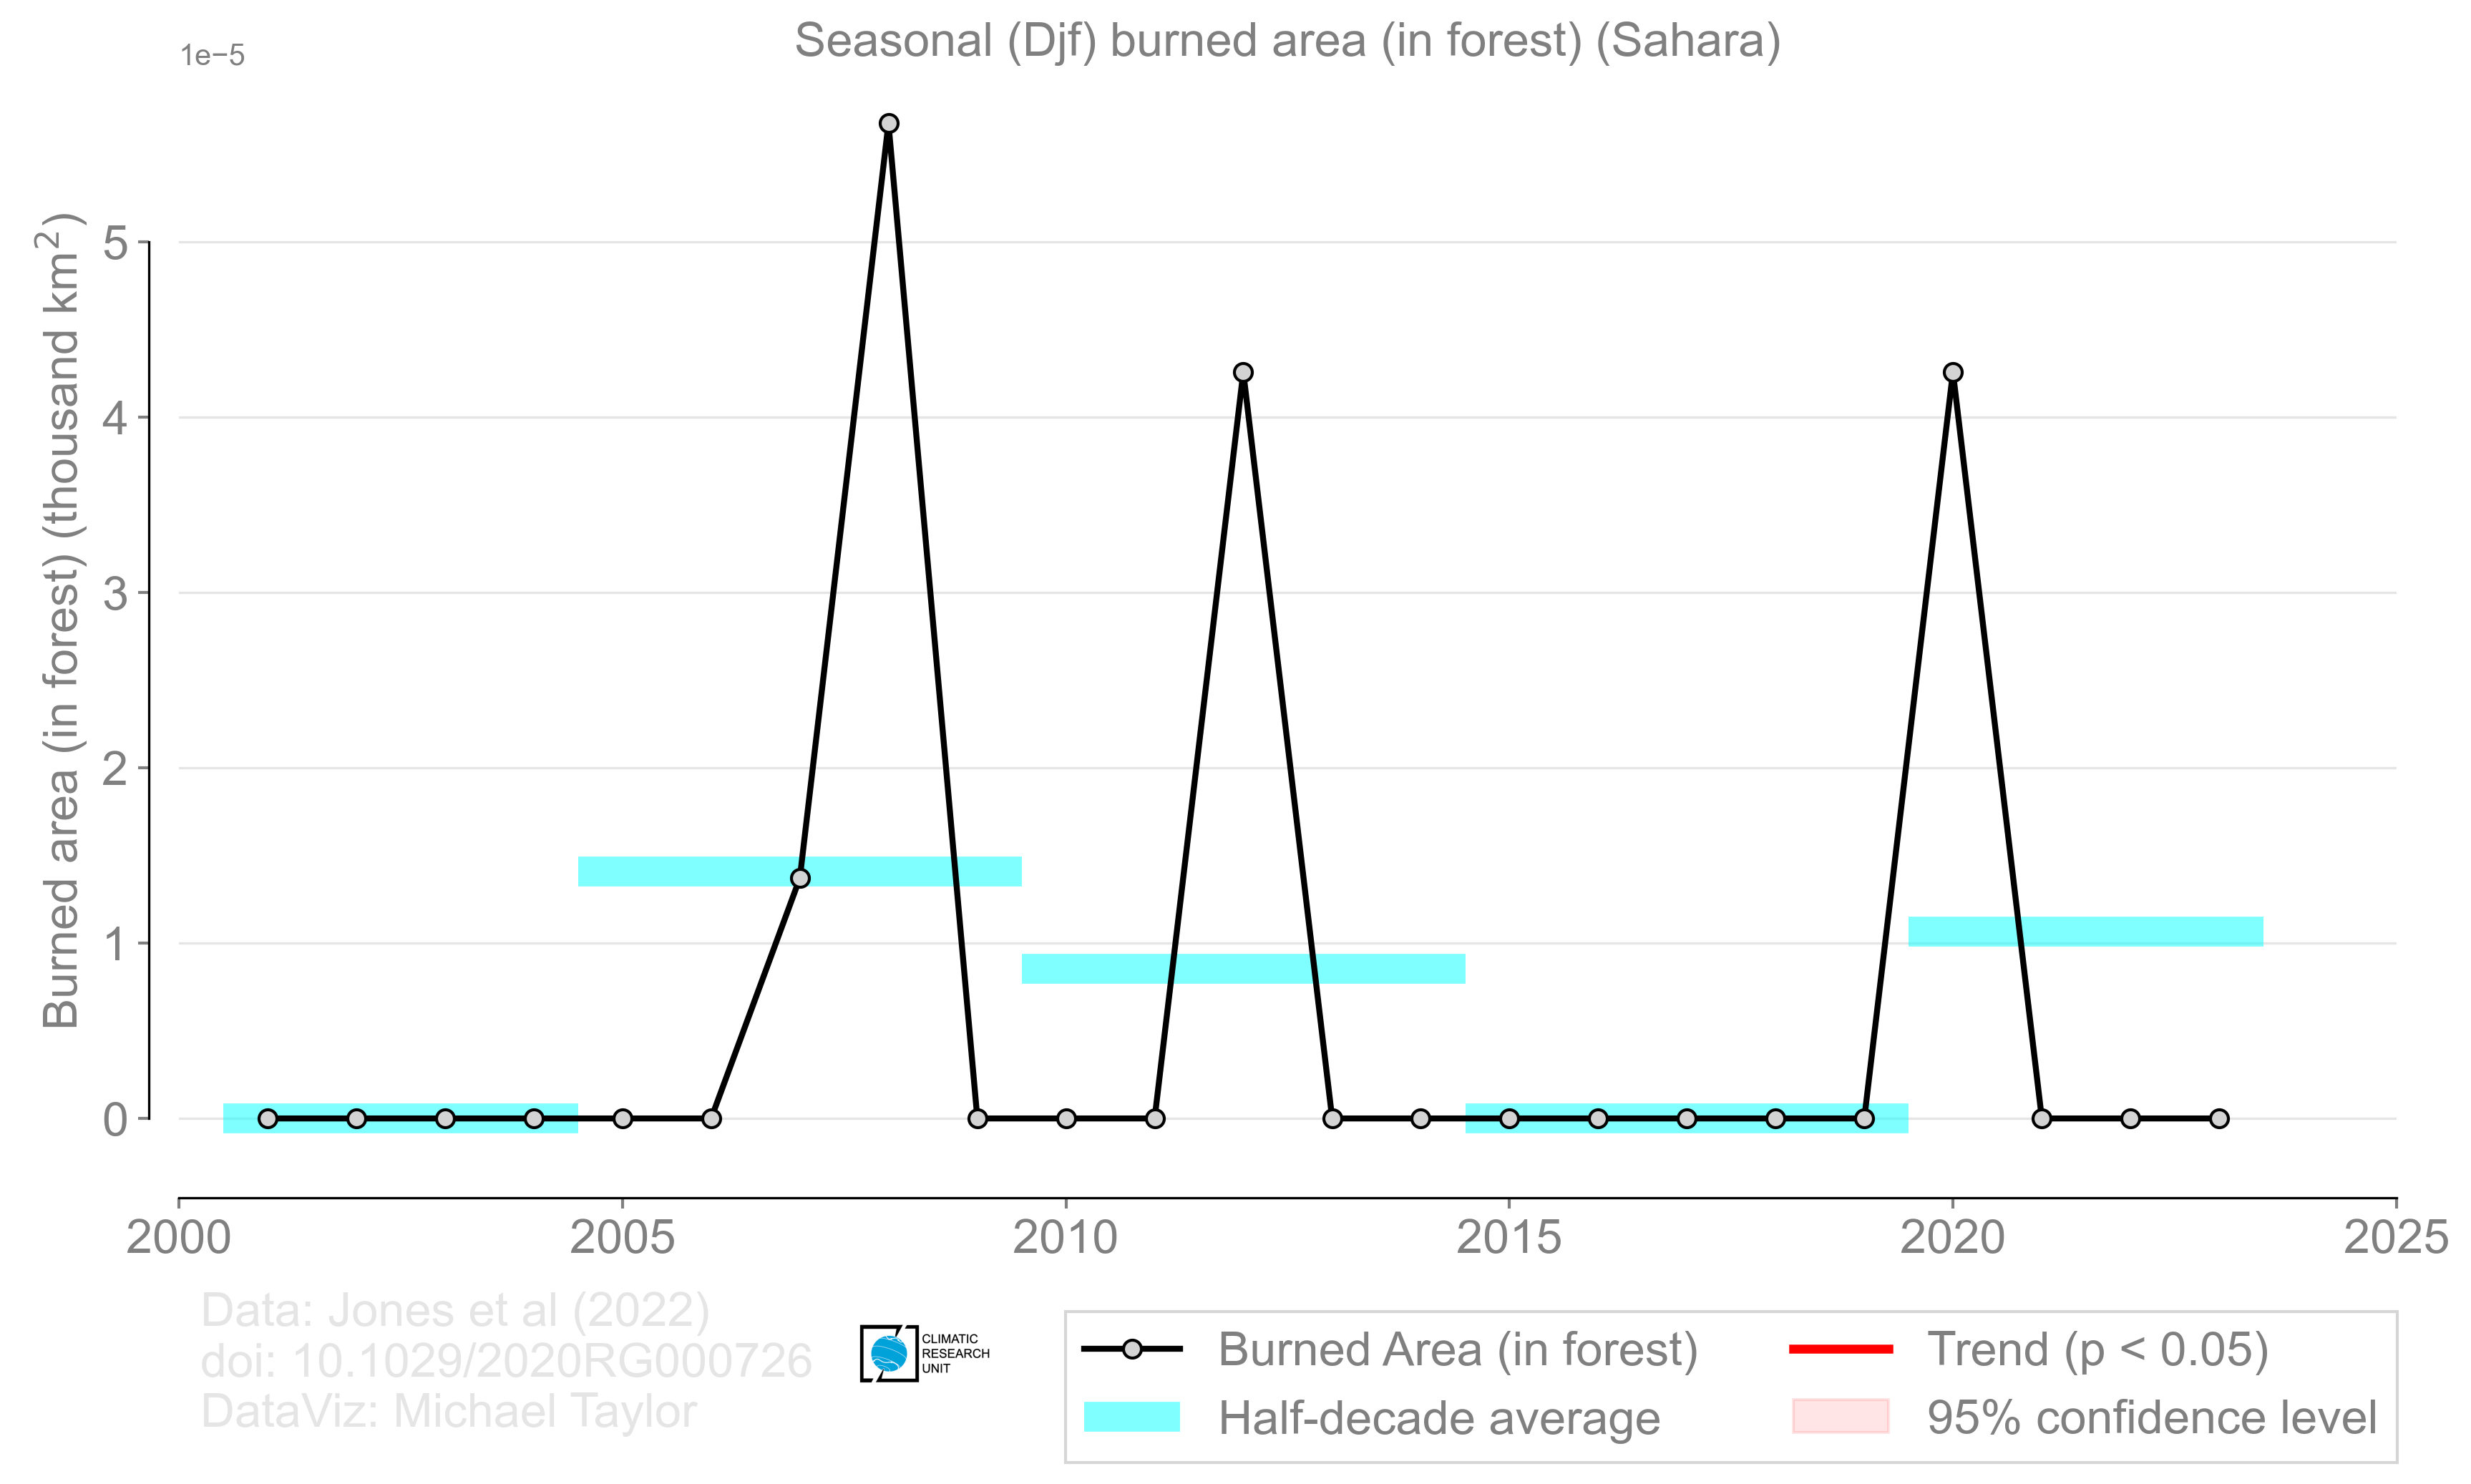 Seasonal (Djf) burned area (in forest) (Sahara)
1e−5
Burned area (in forest) (thousand km²)
5
4
3
2
1
0
2000
2005
2010
2015
2020
2025
Data: Jones et al (2022)
doi: 10.1029/2020RG000726
DataViz: Michael Taylor
CLIMATIC
RESEARCH
UNIT
Burned Area (in forest)
Half-decade average
Trend (p < 0.05)
95% confidence level